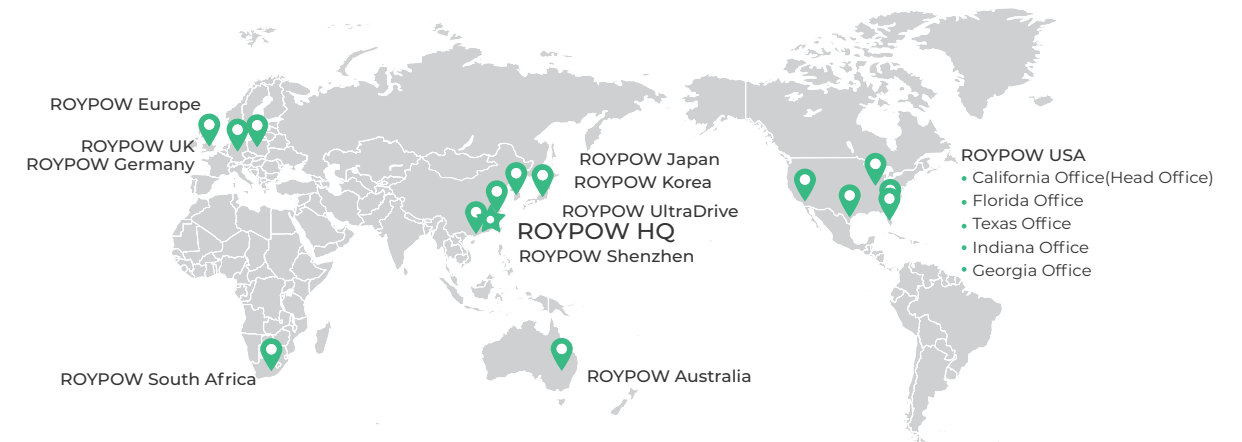 ROYPOW Europe
ROYPOW UK
ROYPOW Germany
ROYPOW South Africa
ROYPOW Japan
ROYPOW Korea
ROYPOW UltraDrive
ROYPOW HQ
ROYPOW Shenzhen
ROYPOW Australia
ROYPOW USA
• California Office(Head Office)
• Florida Office
• Texas Office
• Indiana Office
• Georgia Office